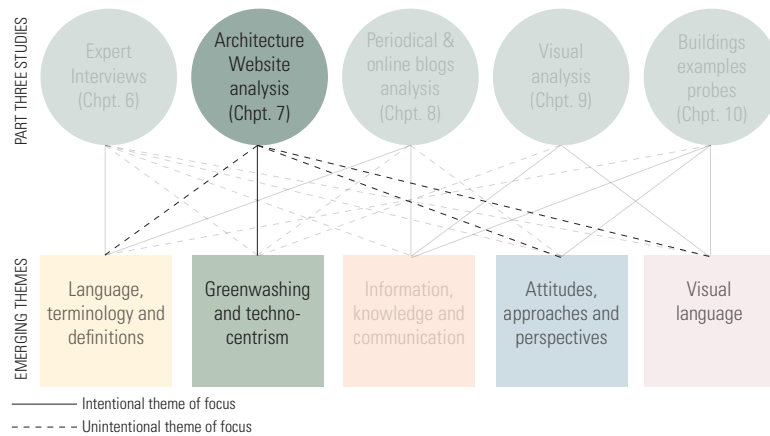 PART THREE STUDIES
Expert
Interviews
(Chpt. 6)
Architecture
Website
analysis
(Chpt. 7)
Periodical &
online blogs
analysis
(Chpt. 8)
Visual
analysis
(Chpt. 9)
Buildings
examples
probes
(Chpt. 10)
EMERGING THEMES
Language,
terminology and
definitions
Greenwashing
and techno-
centrism
Information,
knowledge and
communication
Attitudes,
approaches and
perspectives
Visual
language
Intentional theme of focus
Unintentional theme of focus